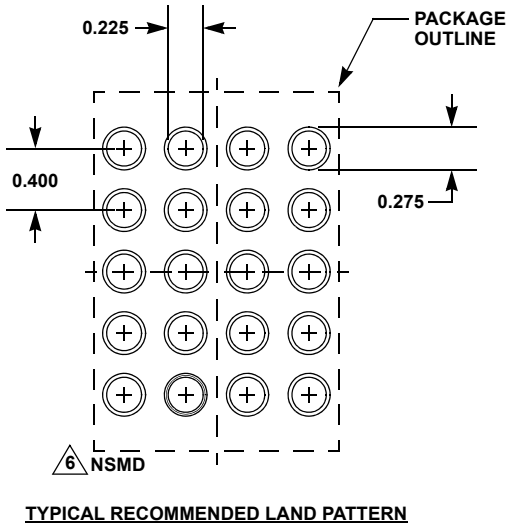 0.225
PACKAGE
OUTLINE
0.400
0.275
6 NSMD
TYPICAL RECOMMENDED LAND PATTERN